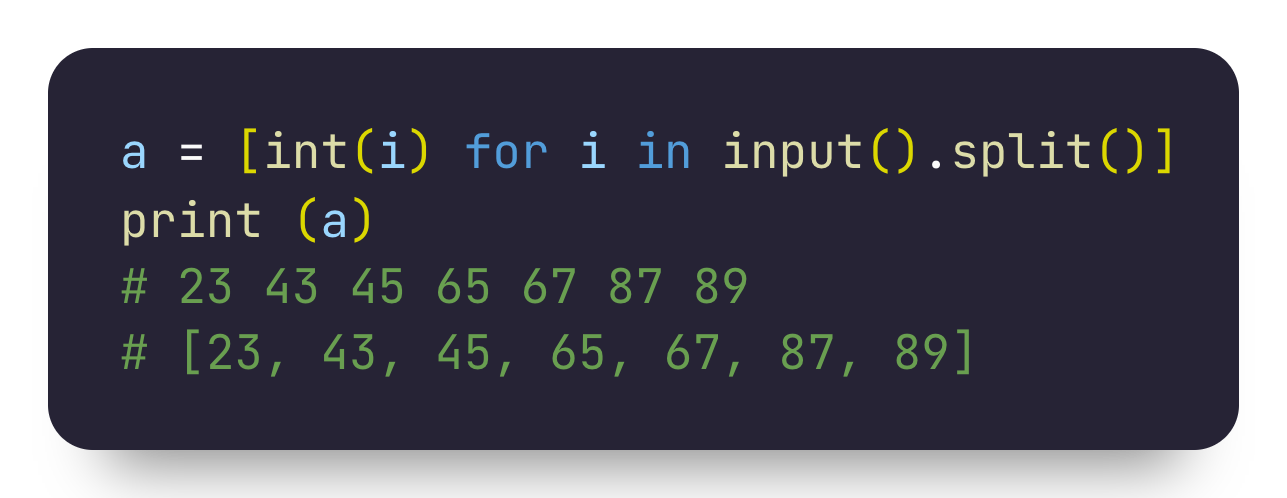 a = [int(i) for i in input().split()]
print (a)
# 23 43 45 65 67 87 89
# [23, 43, 45, 65, 67, 87, 89]